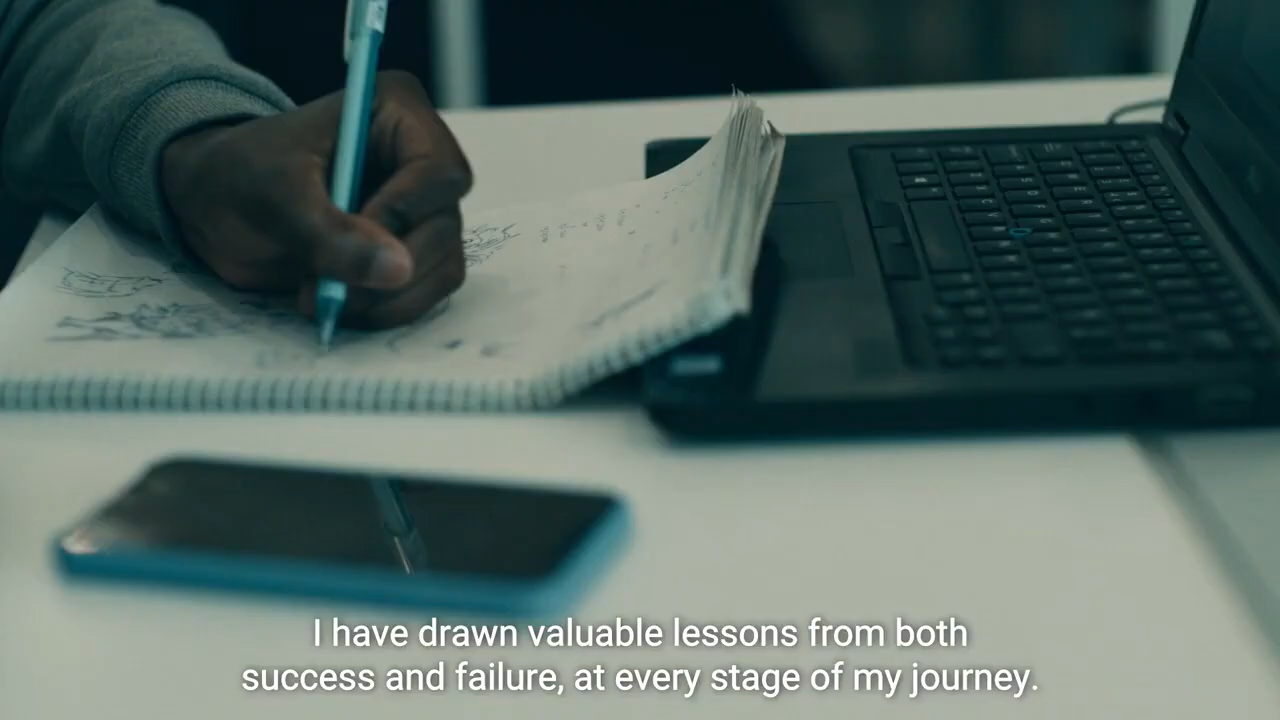 I have drawn valuable lessons from both
success and failure, at every stage of my journey.